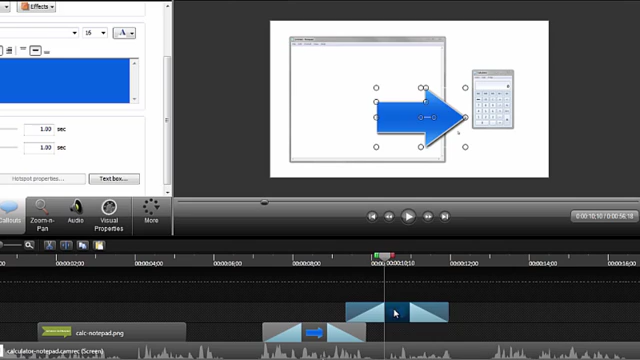 Effects
16
A
1.00 sec
1.00 sec
Hotspot properties...
Text box...
Callouts
Zoom-n-
Pan
Audio
Visual
Properties
More
0:00:10;10 / 0:00:56;18
00:00:02;00
00:00:04;00
00:00:06;00
00:00:08;00
00:00:10;10
00:00:12;00
00:00:14;00
00:00:16;00
calc-notepad.png
calculator-notepad.camrec (Screen)